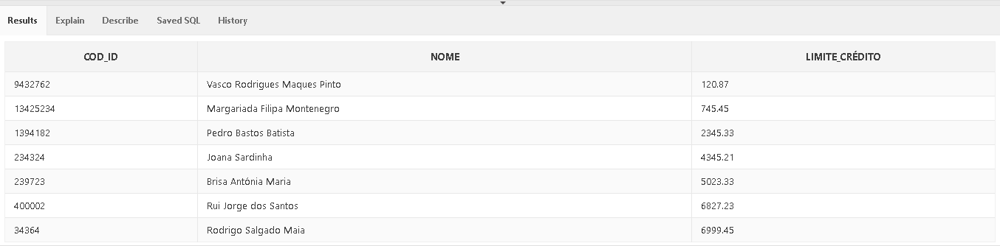 Results Explain Describe Saved SQL History
COD_ID NOME LIMITE_CRÉDITO
9432762 Vasco Rodrigues Maques Pinto 120.87
13425234 Margariada Filipa Montenegro 745.45
1394182 Pedro Bastos Batista 2345.33
234324 Joana Sardinha 4345.21
239723 Brisa Antónia Maria 5023.33
400002 Rui Jorge dos Santos 6827.23
34364 Rodrigo Salgado Maia 6999.45